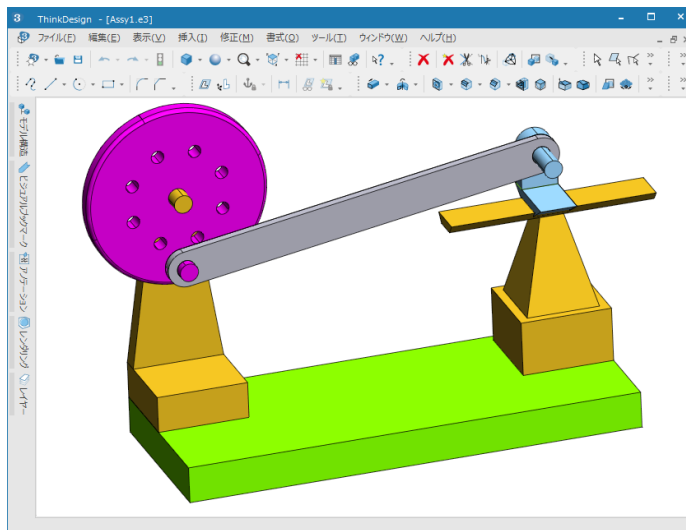 3 ThinkDesign - [Assy1.e3]
ファイル(F) 編集(E) 表示(V) 挿入(I) 修正(M) 書式(O) ツール(T) ウィンドウ(W) ヘルプ(H)
モデル構造
ビジュアルブックマーク
アノテーション
レンダリング
レイヤー